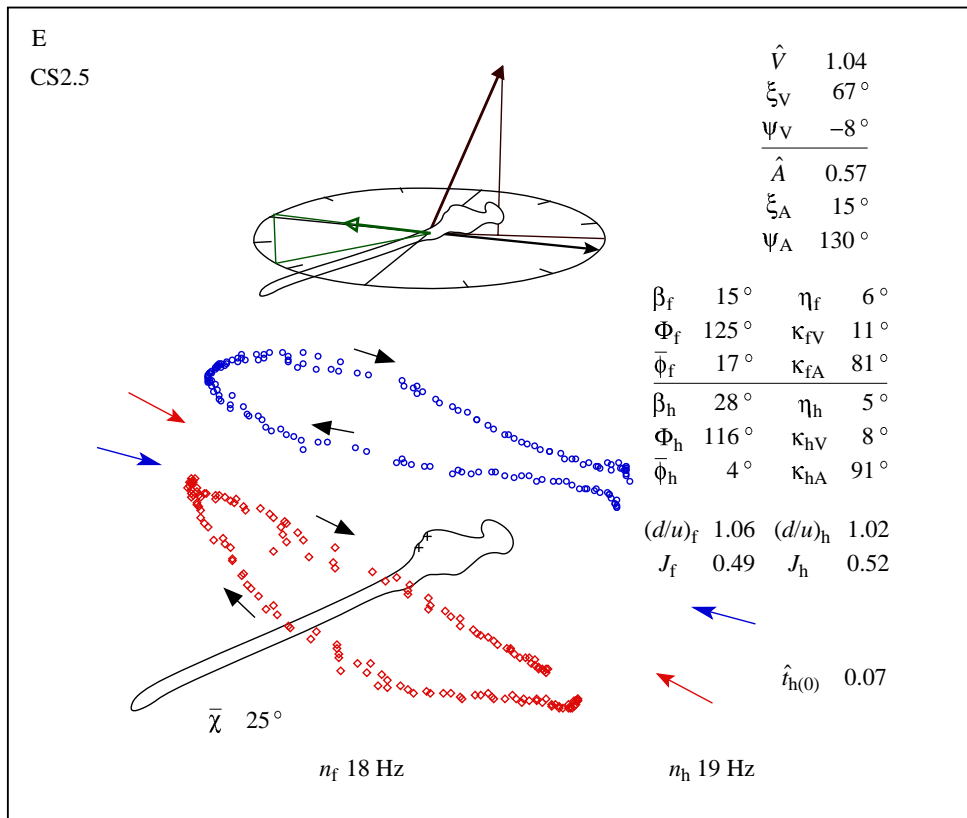 E
CS2.5
V̂ 1.04
ξV 67°
ψV −8°
Â 0.57
ξA 15°
ψA 130°
βf 15° ηf 6°
Φf 125° κfV 11°
ϕ̅f 17° κfA 81°
βh 28° ηh 5°
Φh 116° κhV 8°
ϕ̅h 4° κhA 91°
(d/u)f 1.06 (d/u)h 1.02
Jf 0.49 Jh 0.52
t̂h(0) 0.07
χ̅ 25°
nf 18 Hz nh 19 Hz